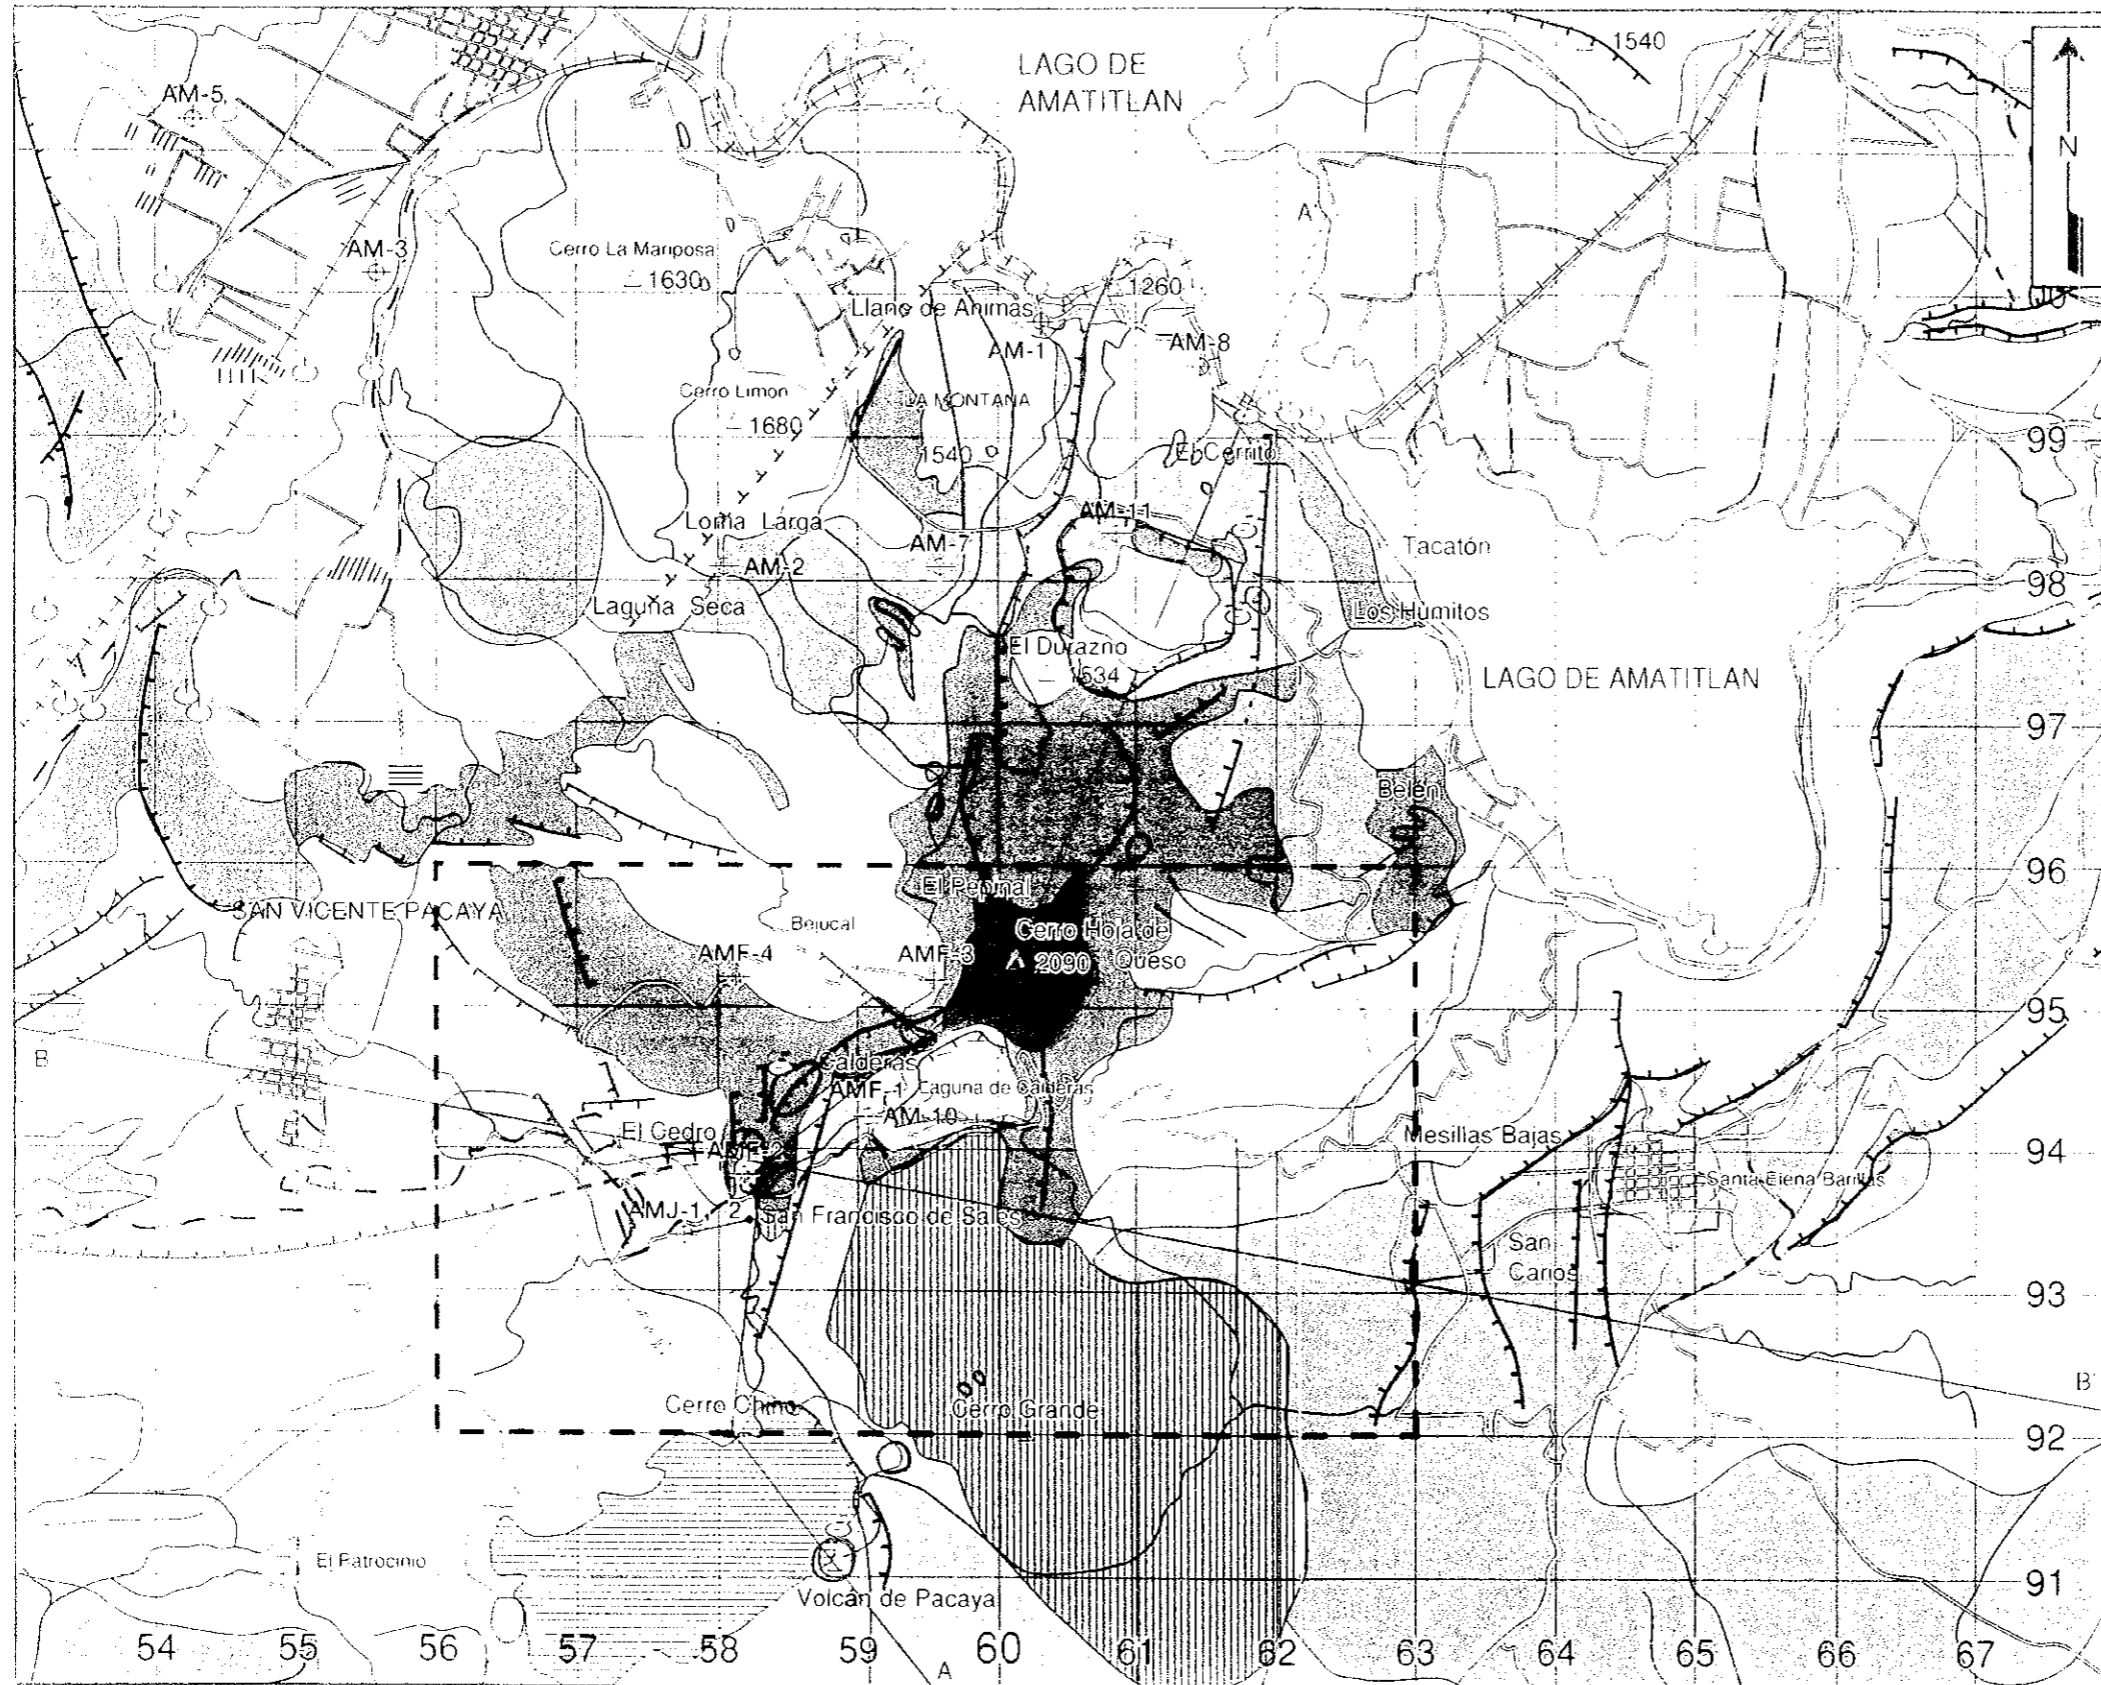 LAGO DE
AMATITLAN
1540
AM-5
N
A'
AM-3
Cerro La Mariposa
1630
1260
Llano de Animas
AM-1
AM-8
Cerro Limon
LA MONTANA
1680
99
1540
El Cerrito
AM-11
Loma Larga
AM-7
Tacatón
AM-2
98
Laguna Seca
Los Humitos
El Durazno
1534
LAGO DE AMATITLAN
97
Belén
96
El Pepinal
SAN VICENTE PACAYA
Bejucal
Cerro Hoja de
Queso
AMF-4
AMF-3
2090
95
B
Calderas
AMF-1
Laguna de Calderas
AM-10
El Cedro
AMF-2
Mesillas Bajas
94
Santa Elena Barillas
AMJ-1, 2
San Francisco de Sales
San
Carlos
93
B'
Cerro Chino
Cerro Grande
92
El Patrocinio
91
Volcán de Pacaya
54
55
56
57
58
59
60
61
62
63
64
65
66
67
A